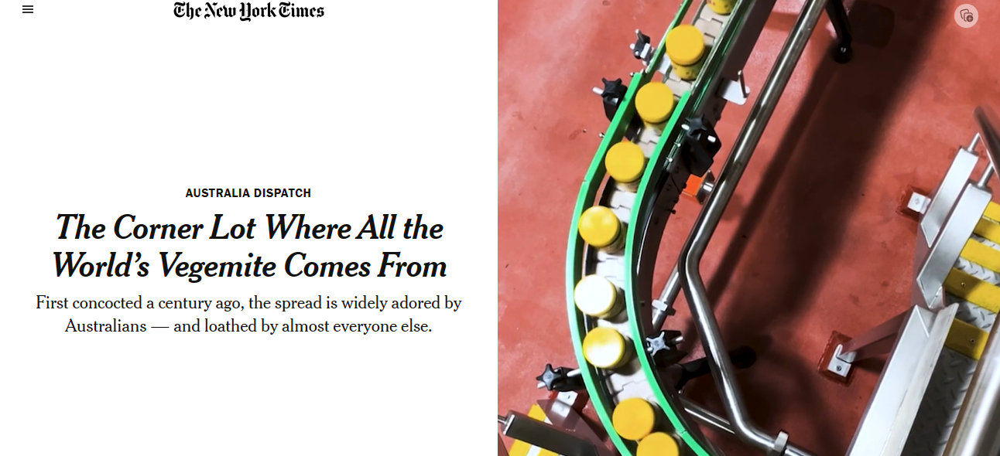 The New York Times
AUSTRALIA DISPATCH
The Corner Lot Where All the
World’s Vegemite Comes From
First concocted a century ago, the spread is widely adored by
Australians — and loathed by almost everyone else.